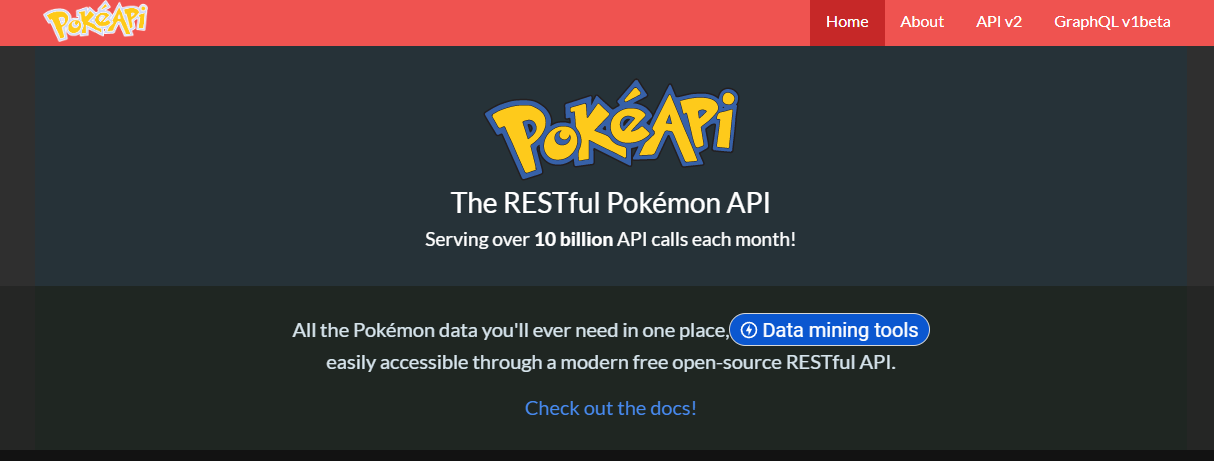 PokéApi
Home About API v2 GraphQL v1beta
PokéApi
The RESTful Pokémon API
Serving over 10 billion API calls each month!
All the Pokémon data you'll ever need in one place, Data mining tools
easily accessible through a modern free open-source RESTful API.
Check out the docs!